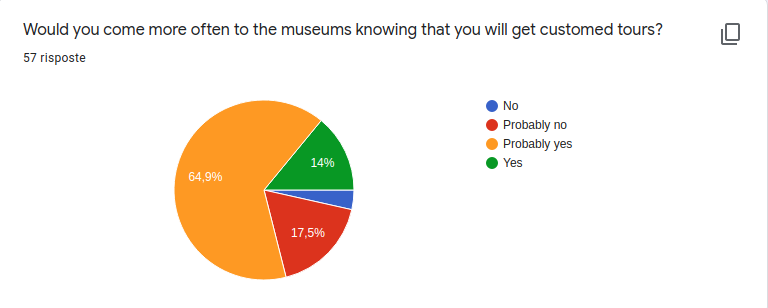 Would you come more often to the museums knowing that you will get customed tours?
57 risposte
No
Probably no
Probably yes
Yes
14%
64,9%
17,5%